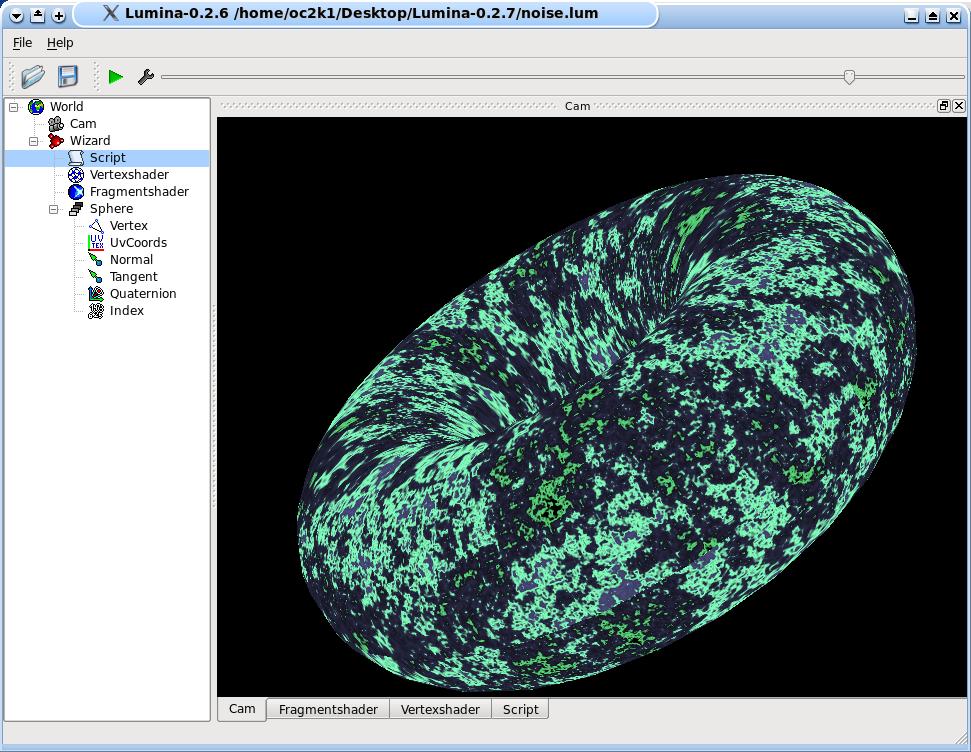 Lumina-0.2.6 /home/oc2k1/Desktop/Lumina-0.2.7/noise.lum
File Help
World
Cam
Wizard
Script
Vertexshader
Fragmentshader
Sphere
Vertex
UvCoords
Normal
Tangent
Quaternion
Index
Cam
Cam Fragmentshader Vertexshader Script